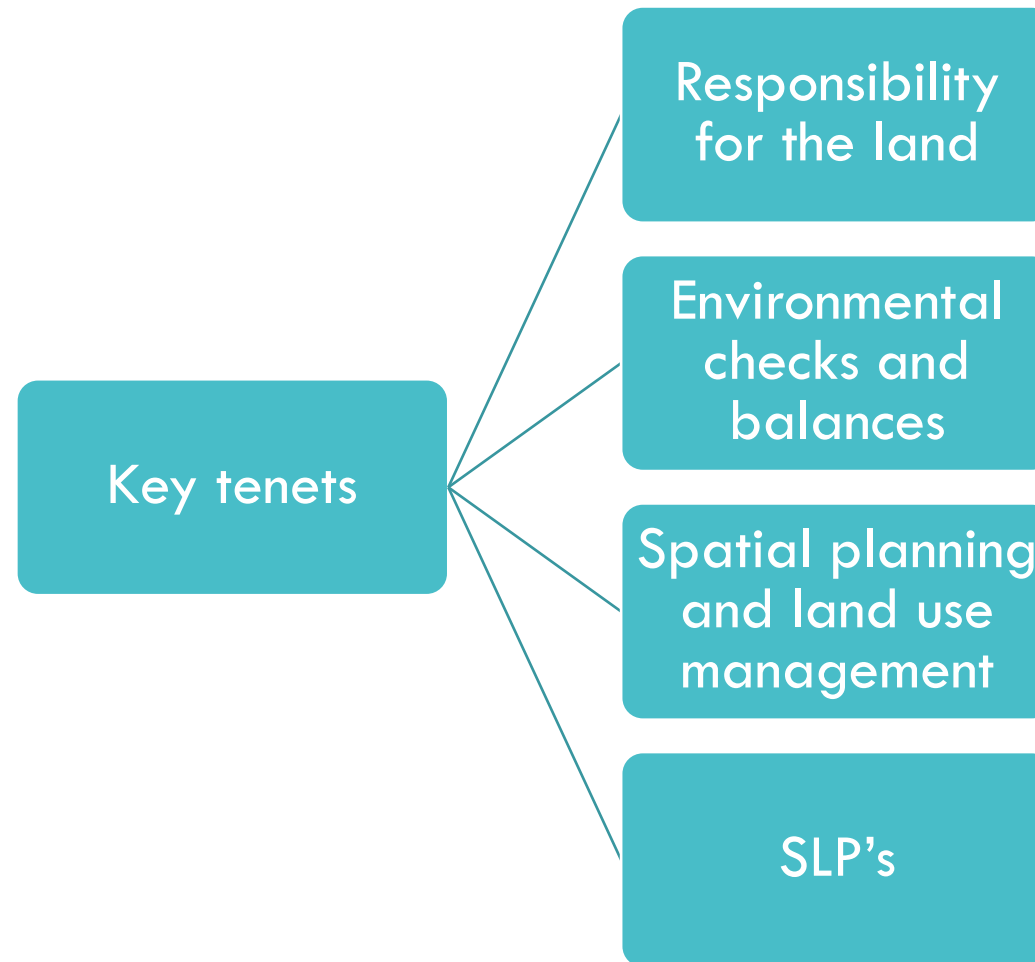 Key tenets
Responsibility
for the land
Environmental
checks and
balances
Spatial planning
and land use
management
SLP’s